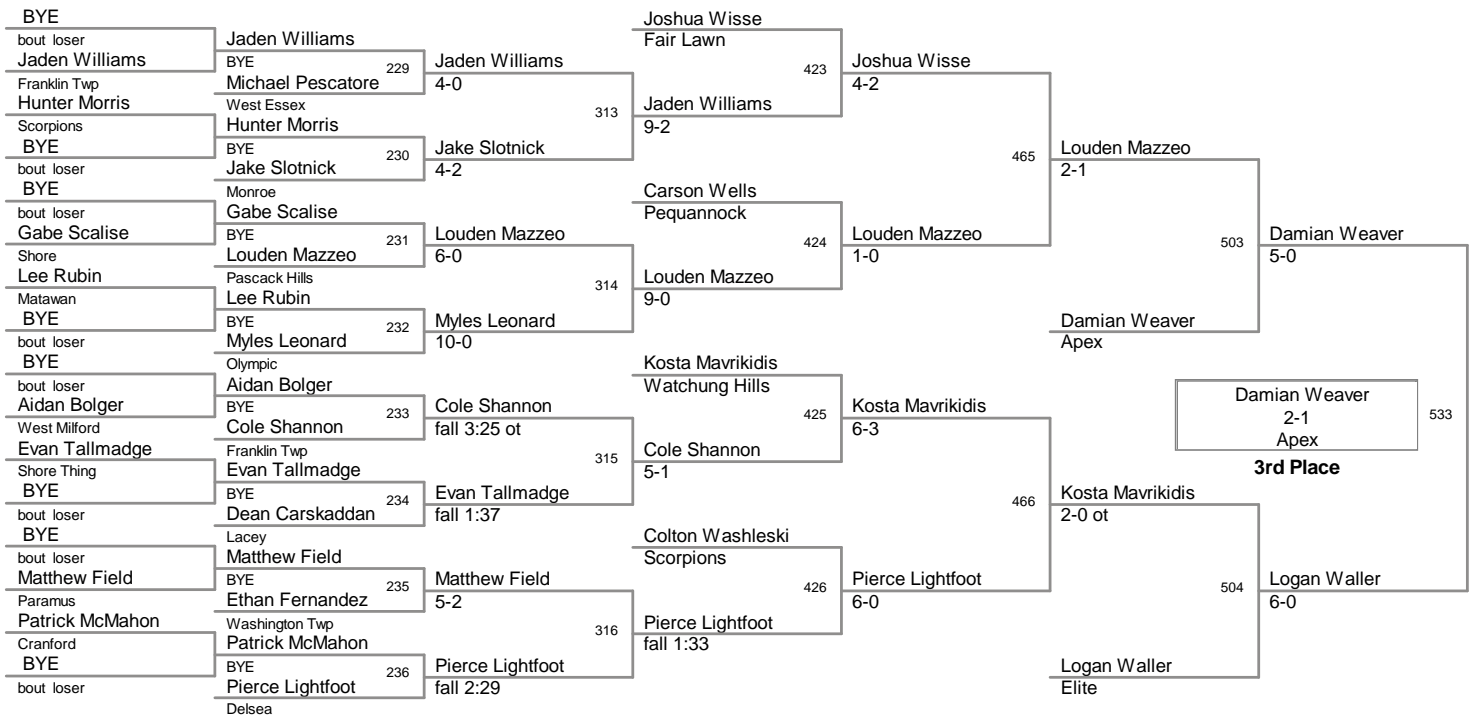 BYE
bout loser
Jaden Williams
Franklin Twp
Hunter Morris
Scorpions
BYE
bout loser
BYE
bout loser
Gabe Scalise
Shore
Lee Rubin
Matawan
BYE
bout loser
BYE
bout loser
Aidan Bolger
West Milford
Evan Tallmadge
Shore Thing
BYE
bout loser
BYE
bout loser
Matthew Field
Paramus
Patrick McMahon
Cranford
BYE
bout loser
Jaden Williams
BYE
229
Michael Pescatore
West Essex
Hunter Morris
BYE
230
Jake Slotnick
Monroe
Gabe Scalise
BYE
231
Louden Mazzeo
Pascack Hills
Lee Rubin
BYE
232
Myles Leonard
Olympic
Aidan Bolger
BYE
233
Cole Shannon
Franklin Twp
Evan Tallmadge
BYE
234
Dean Carskaddan
Lacey
Matthew Field
BYE
235
Ethan Fernandez
Washington Twp
Patrick McMahon
BYE
236
Pierce Lightfoot
Delsea
Jaden Williams
4-0
313
Jake Slotnick
4-2
Louden Mazzeo
6-0
314
Myles Leonard
10-0
Cole Shannon
fall 3:25 ot
315
Evan Tallmadge
fall 1:37
Matthew Field
5-2
316
Pierce Lightfoot
fall 2:29
Joshua Wisse
Fair Lawn
423
Jaden Williams
9-2
Carson Wells
Pequannock
424
Louden Mazzeo
9-0
Kosta Mavrikidis
Watchung Hills
425
Cole Shannon
5-1
Colton Washleski
Scorpions
426
Pierce Lightfoot
fall 1:33
Joshua Wisse
4-2
465
Louden Mazzeo
1-0
Kosta Mavrikidis
6-3
466
Pierce Lightfoot
6-0
Louden Mazzeo
2-1
503
Damian Weaver
Apex
Kosta Mavrikidis
2-0 ot
504
Logan Waller
Elite
Damian Weaver
5-0
Damian Weaver
2-1
Apex
533
3rd Place
Logan Waller
6-0